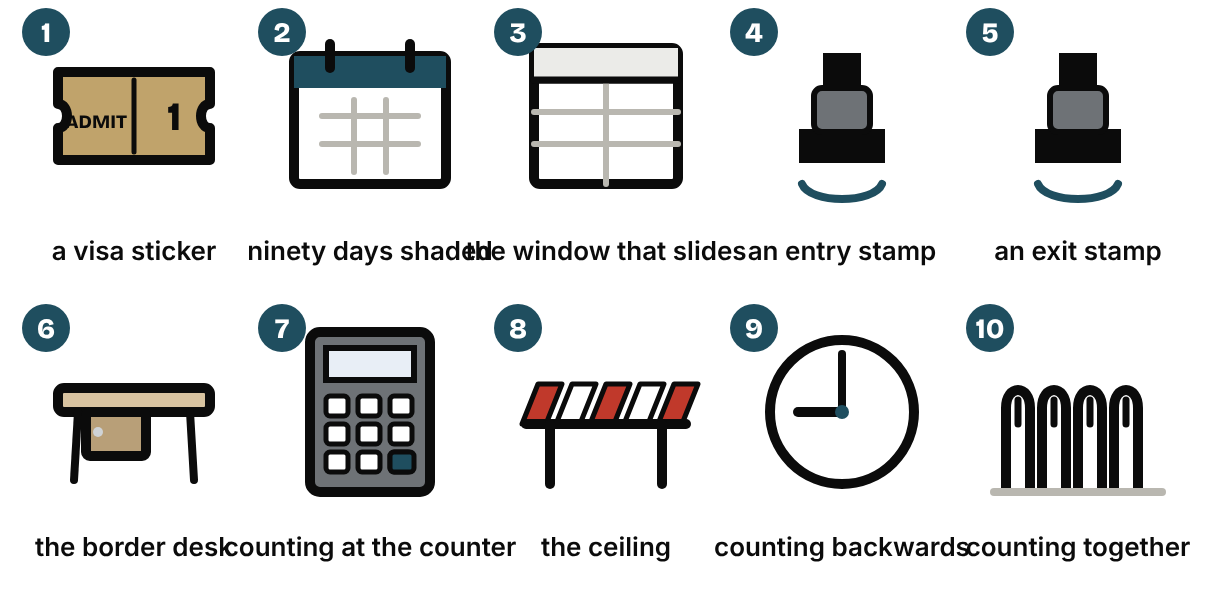 1
2
3
4
5
ADMIT
1
a visa sticker
ninety days shaded
the window that slides
an entry stamp
an exit stamp
6
7
8
9
10
the border desk
counting at the counter
the ceiling
counting backwards
counting together